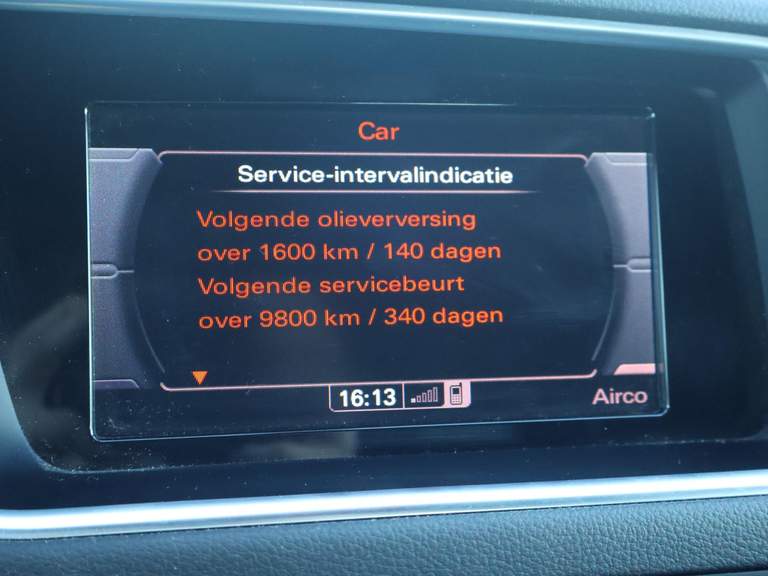 Car
Service-intervalindicatie
Volgende olieverversing
over 1600 km / 140 dagen
Volgende servicebeurt
over 9800 km / 340 dagen
16:13
Airco